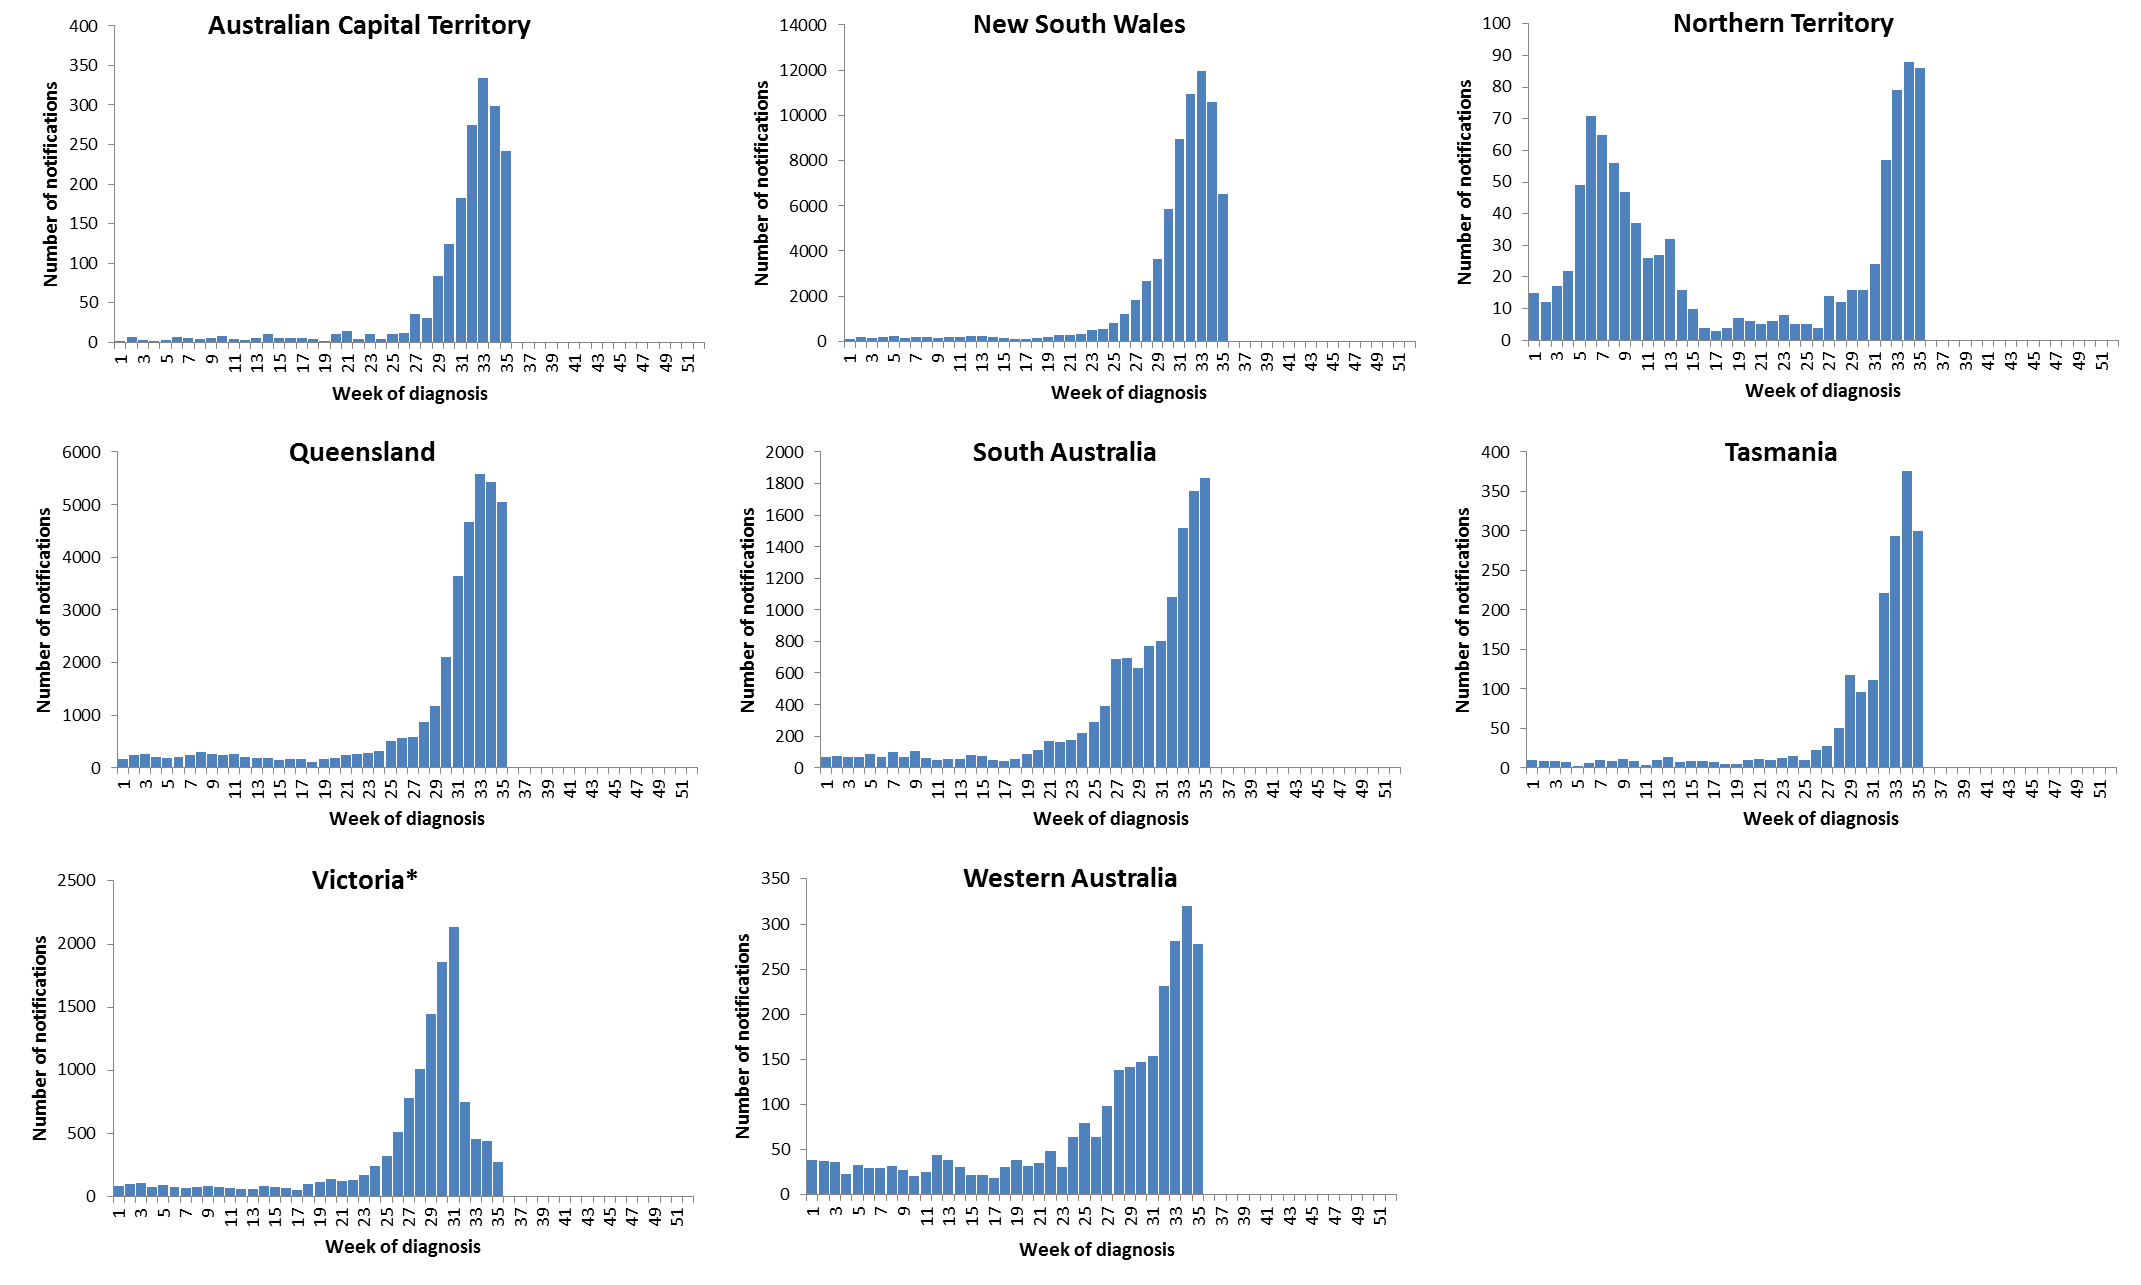 Australian Capital Territory
Number of notifications
400
350
300
250
200
150
100
50
0
1 3 5 7 9 11 13 15 17 19 21 23 25 27 29 31 33 35 37 39 41 43 45 47 49 51
Week of diagnosis
New South Wales
Number of notifications
14000
12000
10000
8000
6000
4000
2000
0
1 3 5 7 9 11 13 15 17 19 21 23 25 27 29 31 33 35 37 39 41 43 45 47 49 51
Week of diagnosis
Northern Territory
Number of notifications
100
90
80
70
60
50
40
30
20
10
0
1 3 5 7 9 11 13 15 17 19 21 23 25 27 29 31 33 35 37 39 41 43 45 47 49 51
Week of diagnosis
Queensland
Number of notifications
6000
5000
4000
3000
2000
1000
0
1 3 5 7 9 11 13 15 17 19 21 23 25 27 29 31 33 35 37 39 41 43 45 47 49 51
Week of diagnosis
South Australia
Number of notifications
2000
1800
1600
1400
1200
1000
800
600
400
200
0
1 3 5 7 9 11 13 15 17 19 21 23 25 27 29 31 33 35 37 39 41 43 45 47 49 51
Week of diagnosis
Tasmania
Number of notifications
400
350
300
250
200
150
100
50
0
1 3 5 7 9 11 13 15 17 19 21 23 25 27 29 31 33 35 37 39 41 43 45 47 49 51
Week of diagnosis
Victoria*
Number of notifications
2500
2000
1500
1000
500
0
1 3 5 7 9 11 13 15 17 19 21 23 25 27 29 31 33 35 37 39 41 43 45 47 49 51
Week of diagnosis
Western Australia
Number of notifications
350
300
250
200
150
100
50
0
1 3 5 7 9 11 13 15 17 19 21 23 25 27 29 31 33 35 37 39 41 43 45 47 49 51
Week of diagnosis